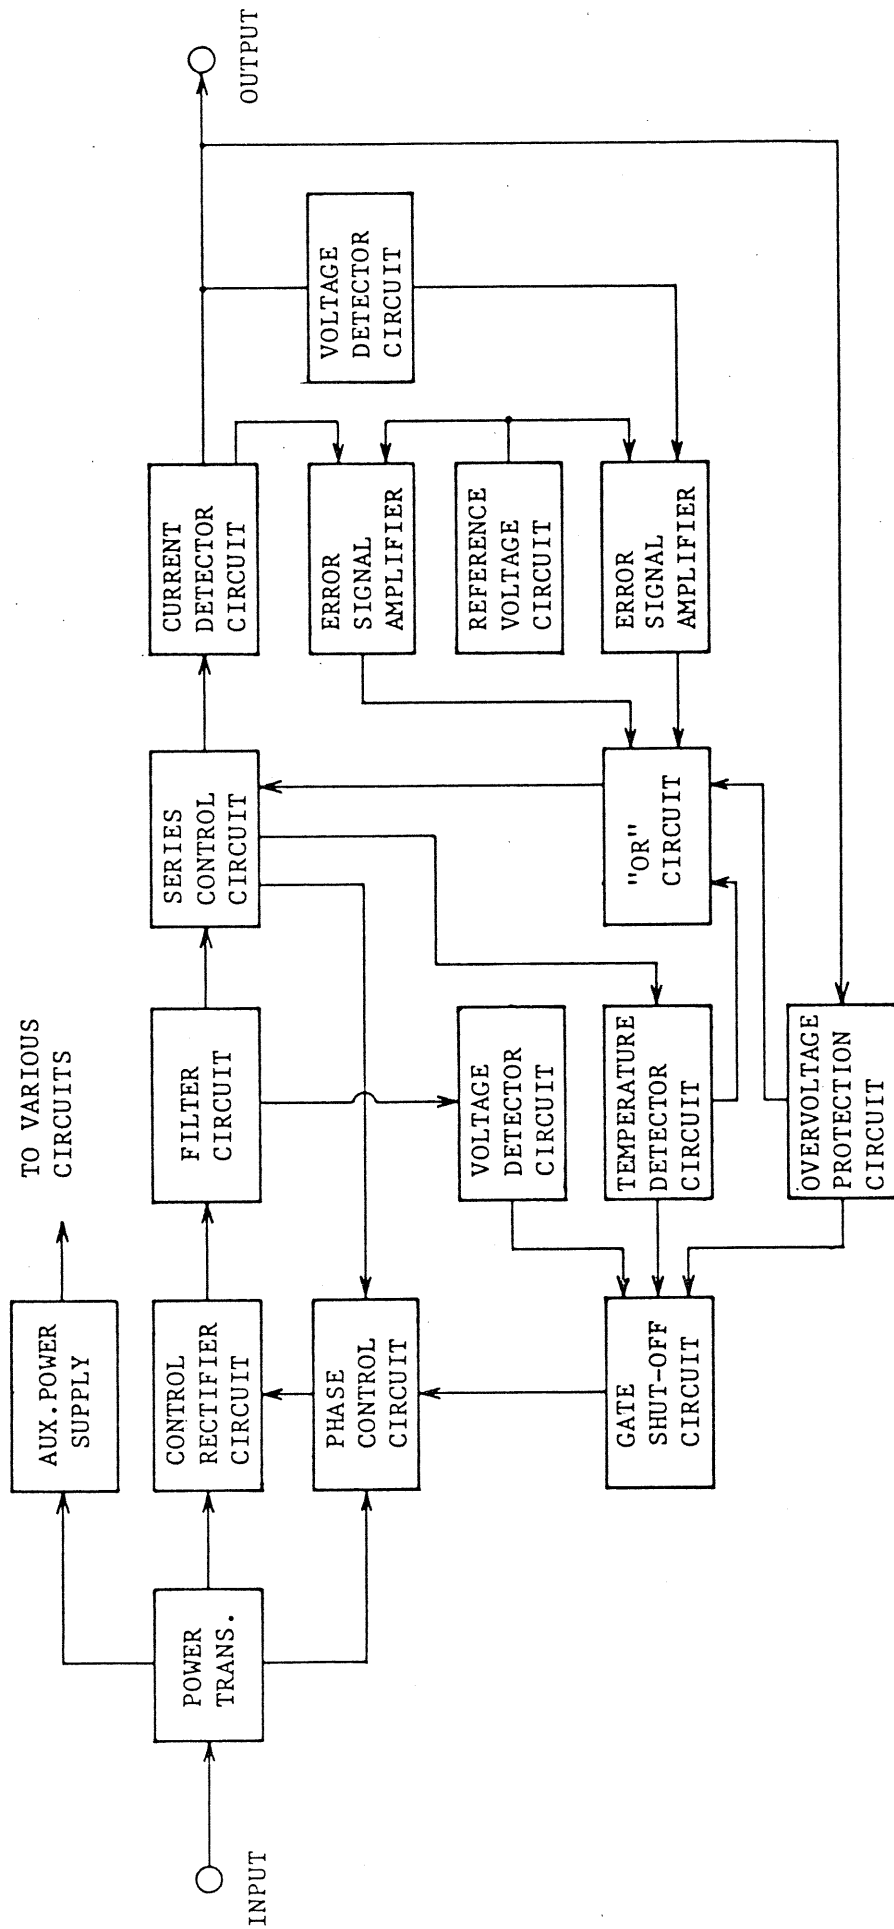 INPUT
POWER
TRANS.
AUX.POWER
SUPPLY
TO VARIOUS
CIRCUITS
CONTROL
RECTIFIER
CIRCUIT
FILTER
CIRCUIT
SERIES
CONTROL
CIRCUIT
CURRENT
DETECTOR
CIRCUIT
OUTPUT
PHASE
CONTROL
CIRCUIT
ERROR
SIGNAL
AMPLIFIER
VOLTAGE
DETECTOR
CIRCUIT
VOLTAGE
DETECTOR
CIRCUIT
REFERENCE
VOLTAGE
CIRCUIT
GATE
SHUT-OFF
CIRCUIT
TEMPERATURE
DETECTOR
CIRCUIT
"OR"
CIRCUIT
ERROR
SIGNAL
AMPLIFIER
OVERVOLTAGE
PROTECTION
CIRCUIT